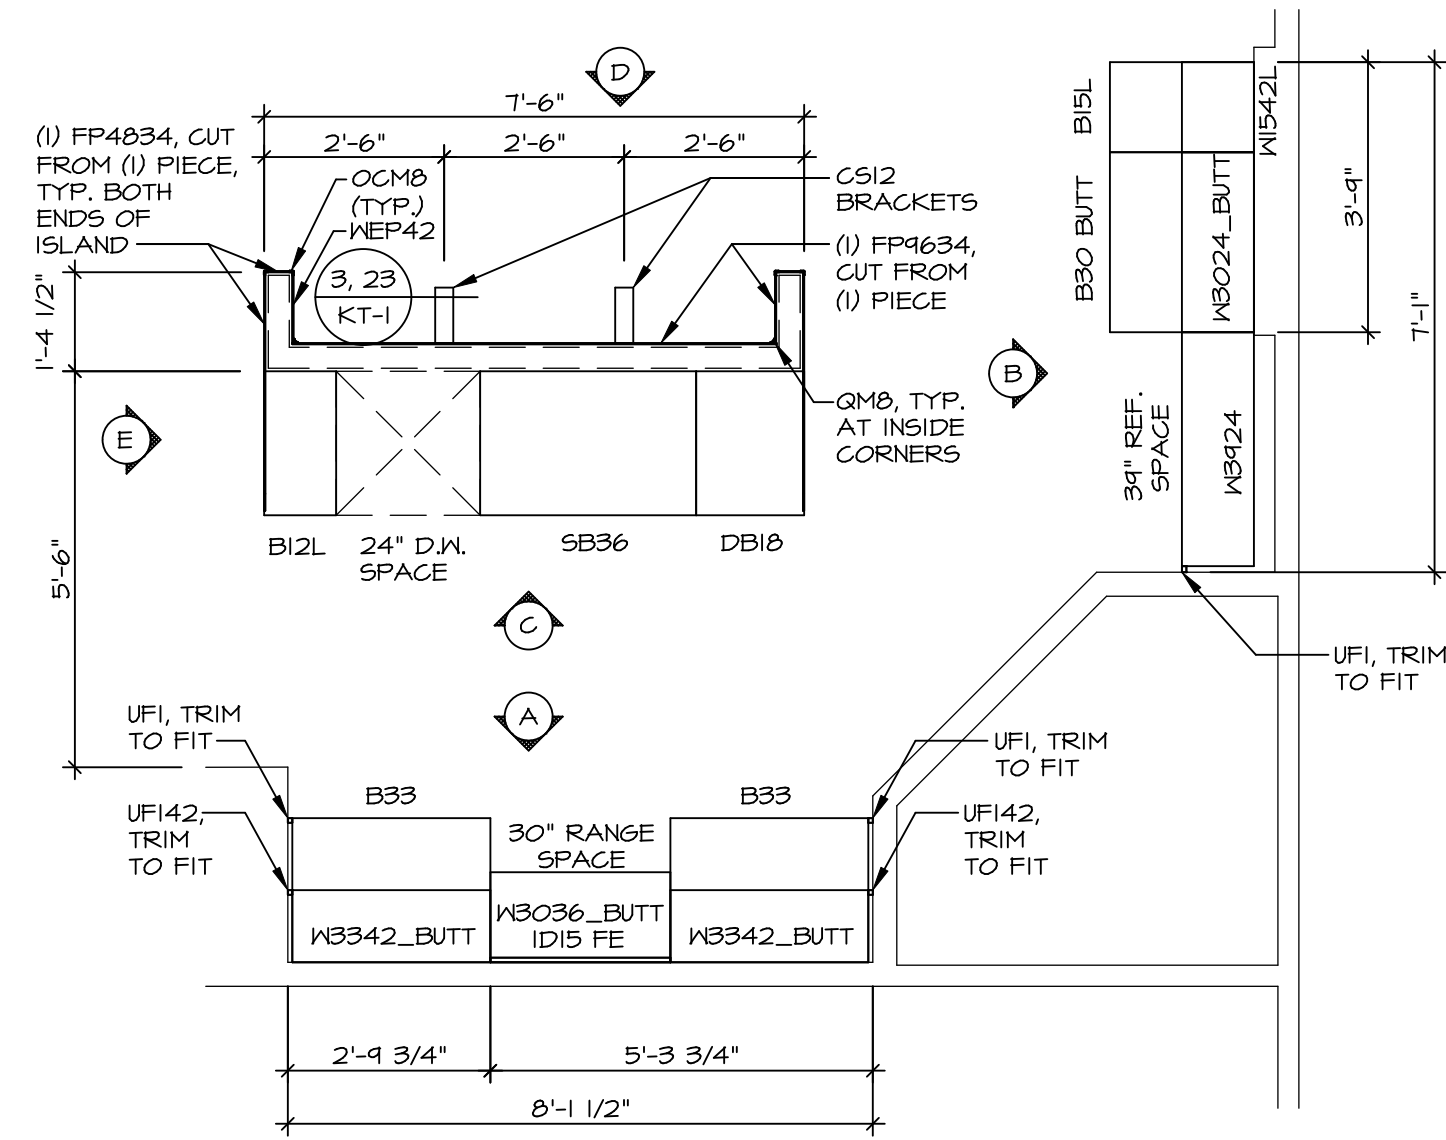 D
7'-6"
2'-6"
2'-6"
2'-6"
(1) FP4834, CUT
FROM (1) PIECE,
TYP. BOTH
ENDS OF
ISLAND
OCM8
(TYP.)
WEP42
3, 23
KT-1
CS12
BRACKETS
(1) FP9634,
CUT FROM
(1) PIECE
QM8, TYP.
AT INSIDE
CORNERS
1'-4 1/2"
5'-6"
E
B12L
24" D.W.
SPACE
SB36
DB18
C
A
B
B15L
W1542L
B30 BUTT
W3024_BUTT
3'-9"
7'-1"
39" REF.
SPACE
W3924
UF1, TRIM
TO FIT
UF1, TRIM
TO FIT
UF142,
TRIM
TO FIT
B33
30" RANGE
SPACE
B33
UF1, TRIM
TO FIT
UF142,
TRIM
TO FIT
W3342_BUTT
W3036_BUTT
1D15 FE
W3342_BUTT
2'-9 3/4"
5'-3 3/4"
8'-1 1/2"